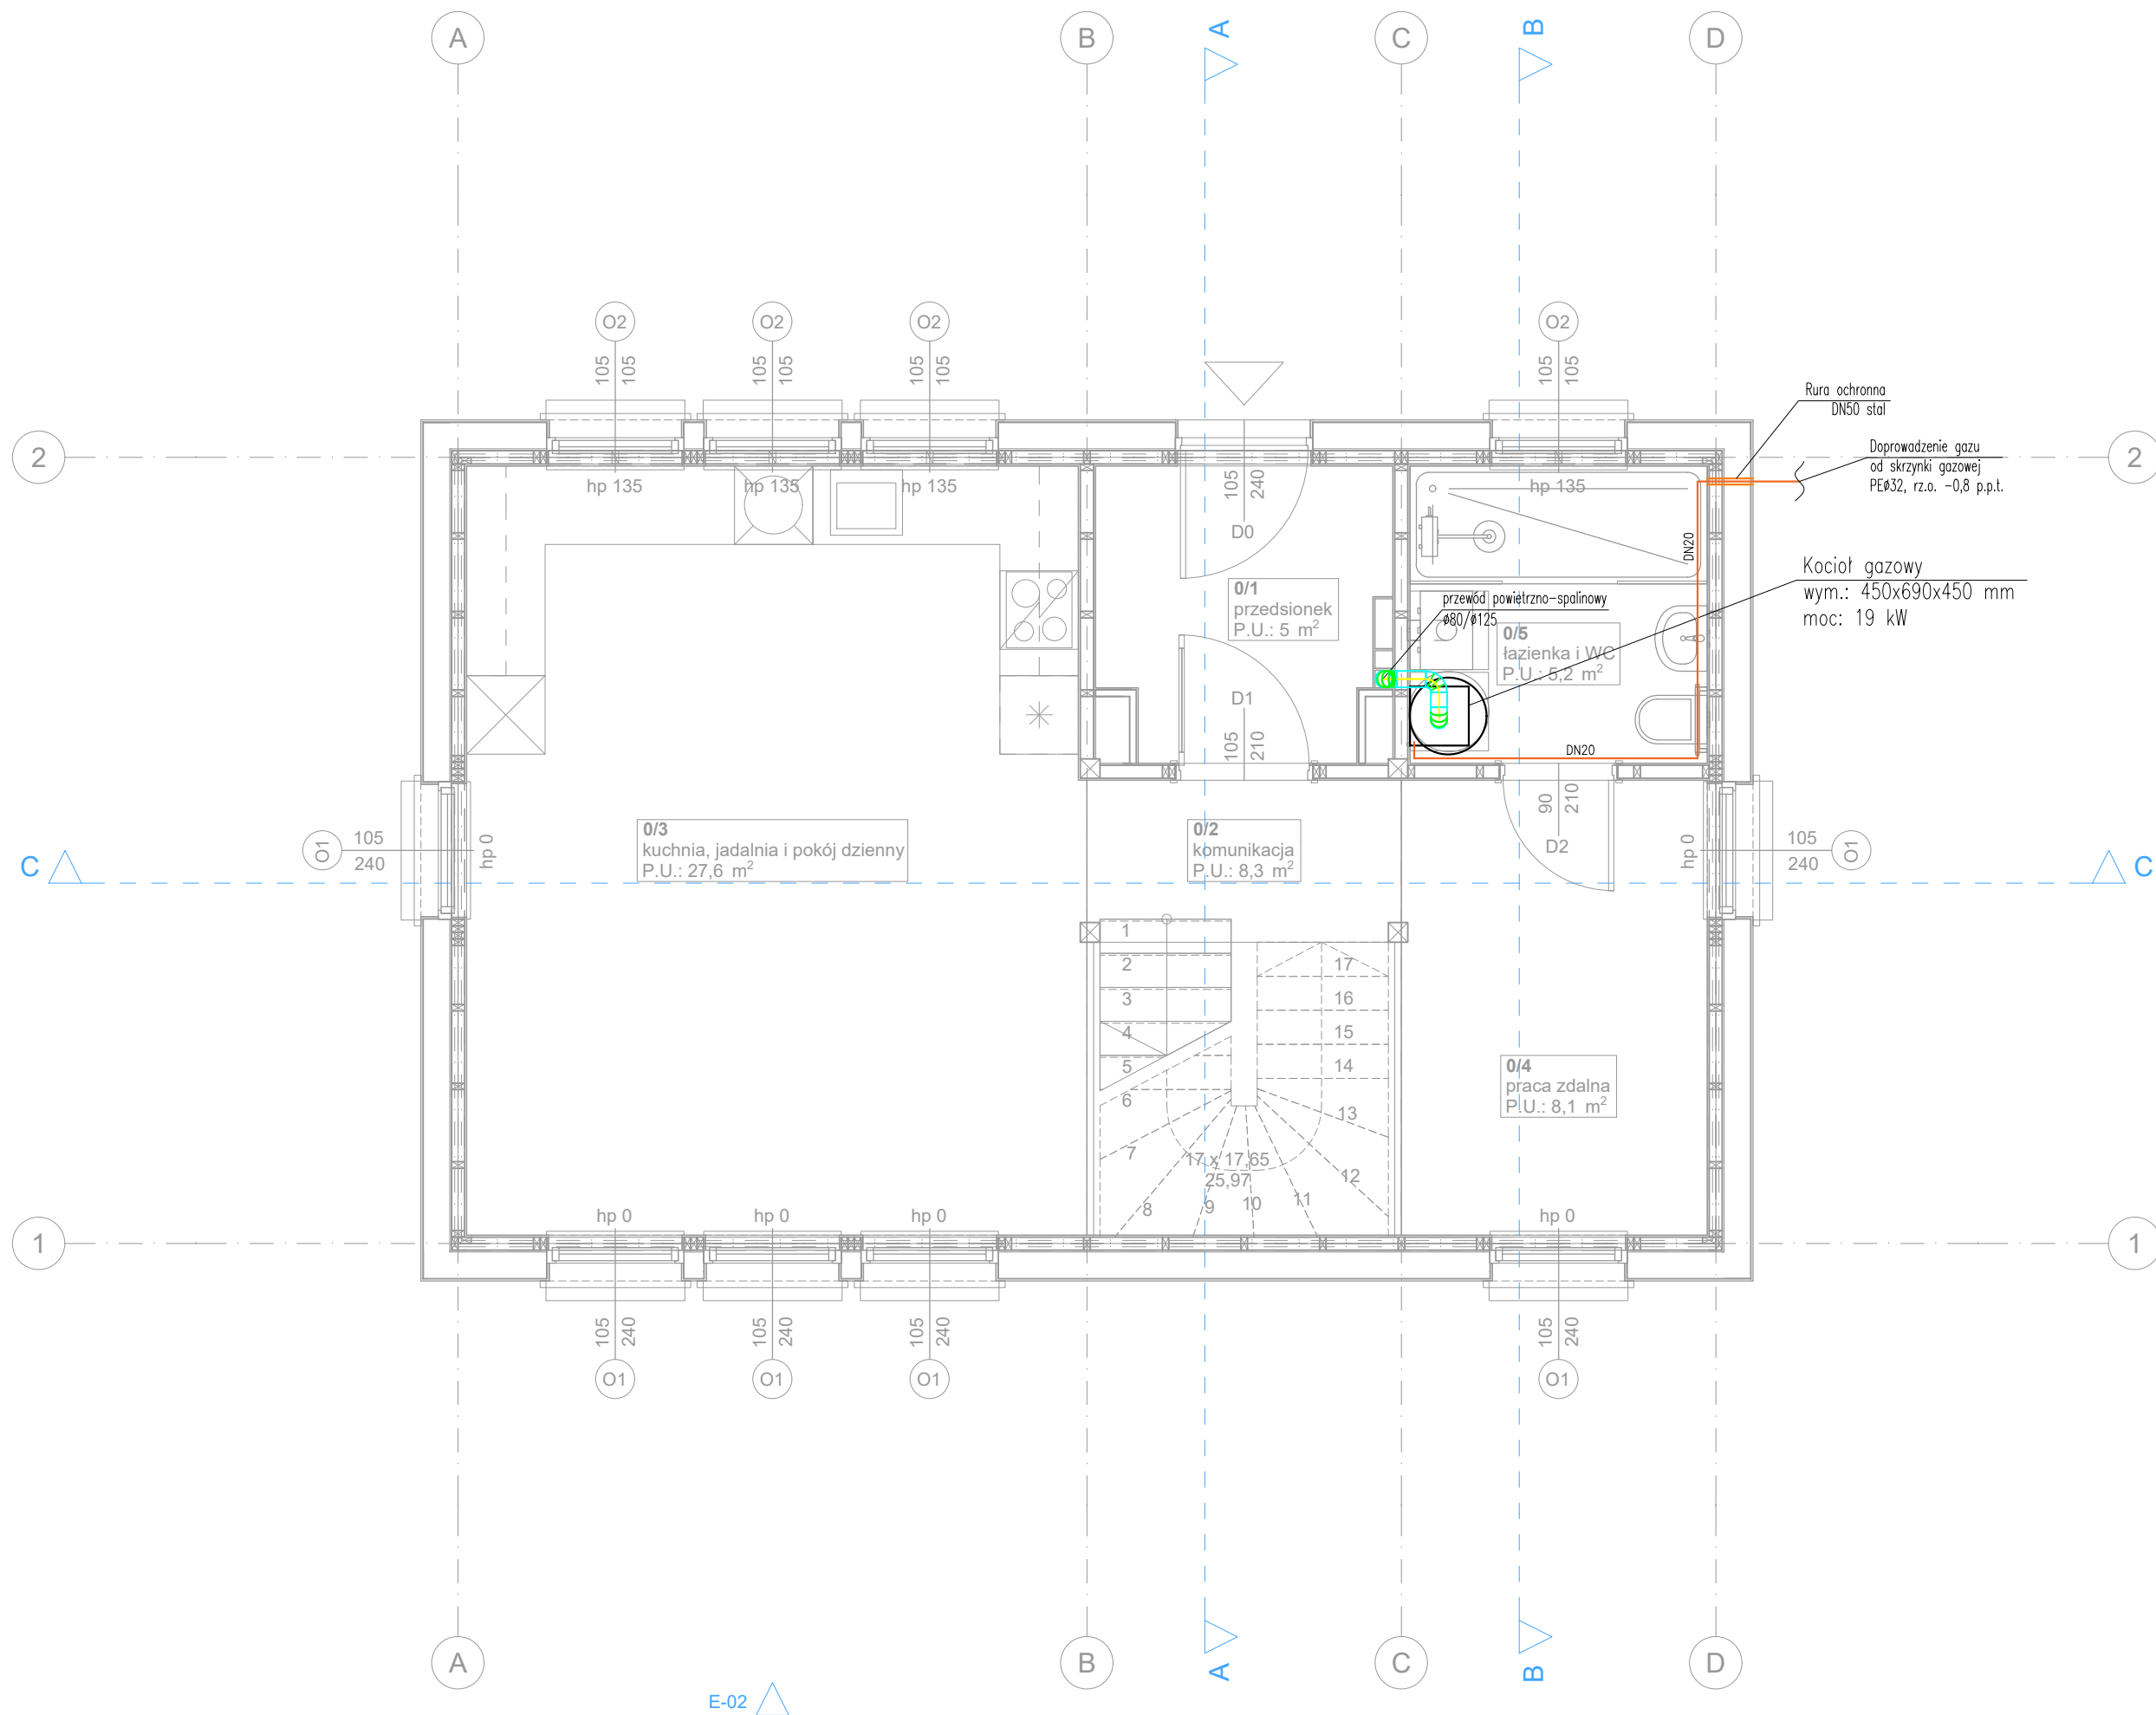 A
B
A
C
B
D
O2
O2
O2
O2
105
105
105
105
105
105
105
105
Rura ochronna
DN50 stal
Doprowadzenie gazu
od skrzynki gazowej
PEø32, rz.o. -0,8 p.p.t.
2
2
hp 135
hp 135
hp 135
hp 135
105
240
D0
DN20
Kocioł gazowy
wym.: 450x690x450 mm
moc: 19 kW
0/1
przedsionek
P.U.: 5 m²
przewód powietrzno-spalinowy
ø80/ø125
0/5
łazienka i WC
P.U.: 5,2 m²
D1
105
210
DN20
90
210
D2
O1
105
240
hp 0
0/3
kuchnia, jadalnia i pokój dzienny
P.U.: 27,6 m²
0/2
komunikacja
P.U.: 8,3 m²
hp 0
105
240
O1
C
C
1
2
3
4
5
6
7
8
9
10
11
12
13
14
15
16
17
17 x 17,65
25,97
0/4
praca zdalna
P.U.: 8,1 m²
hp 0
hp 0
hp 0
hp 0
1
1
105
240
105
240
105
240
105
240
O1
O1
O1
O1
A
B
A
C
B
D
E-02